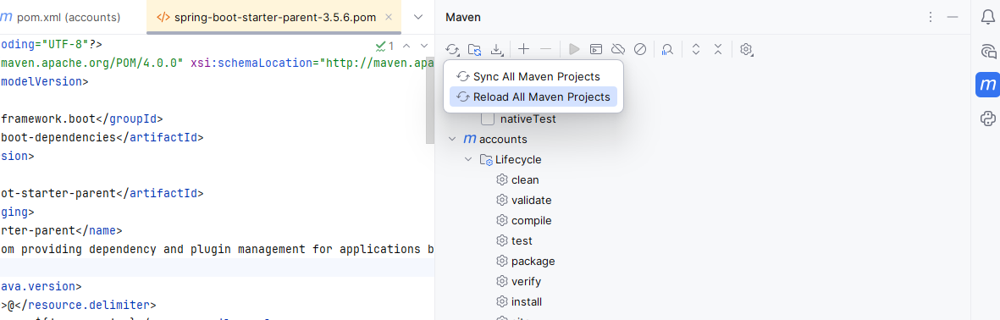 m pom.xml (accounts)
</> spring-boot-starter-parent-3.5.6.pom
Maven
oding="UTF-8"?>
1
maven.apache.org/POM/4.0.0" xsi:schemaLocation="http://maven.apa
modelVersion>
framework.boot</groupId>
boot-dependencies</artifactId>
sion>
ot-starter-parent</artifactId>
ging>
rter-parent</name>
om providing dependency and plugin management for applications b
ava.version>
>@</resource.delimiter>
Sync All Maven Projects
Reload All Maven Projects
nativeTest
m accounts
Lifecycle
clean
validate
compile
test
package
verify
install
m